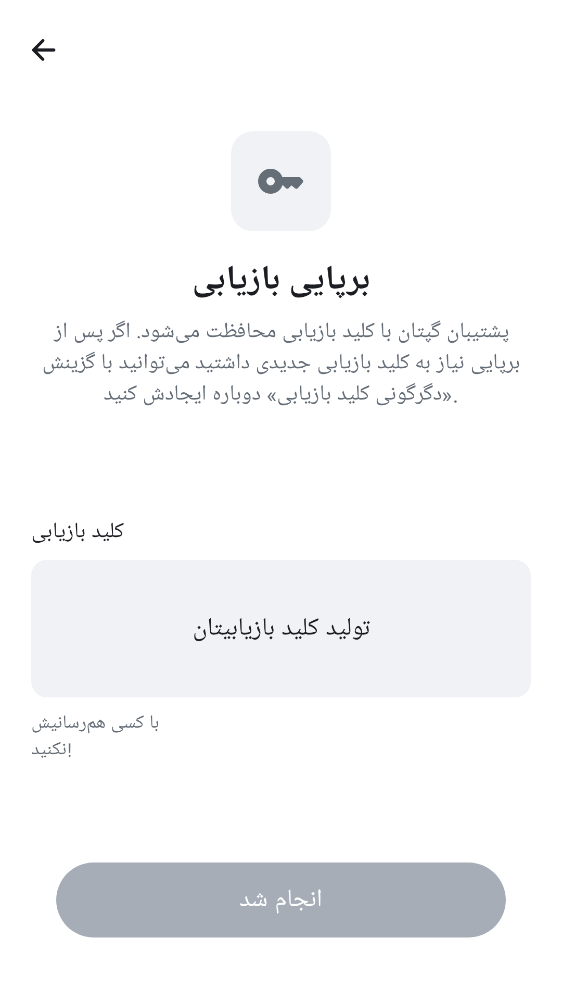 برپایی بازیابی
پشتیبان گپتان با کلید بازیابی محافظت می‌شود. اگر پس از
برپایی نیاز به کلید بازیابی جدیدی داشتید می‌توانید با گزینش
«دگرگونی کلید بازیابی» دوباره ایجادش کنید.
کلید بازیابی
تولید کلید بازیابیتان
با کسی هم‌رسانیش
نکنید!
انجام شد